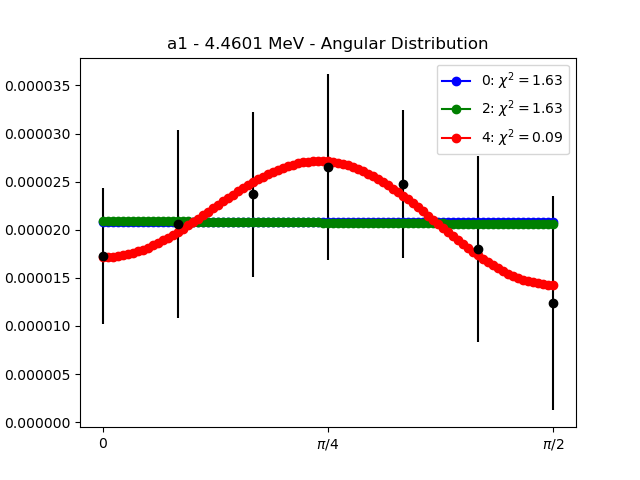 a1 - 4.4601 MeV - Angular Distribution
0.000035
0.000030
0.000025
0.000020
0.000015
0.000010
0.000005
0.000000
0: χ² = 1.63
2: χ² = 1.63
4: χ² = 0.09
0
π/4
π/2